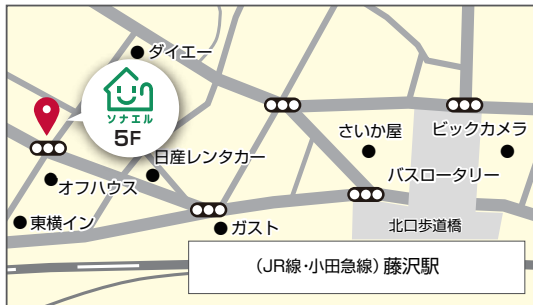 ダイエー
ソナエル
5F
さいか屋
ビックカメラ
日産レンタカー
バスロータリー
オフハウス
東横イン
ガスト
北口歩道橋
(JR線・小田急線)藤沢駅